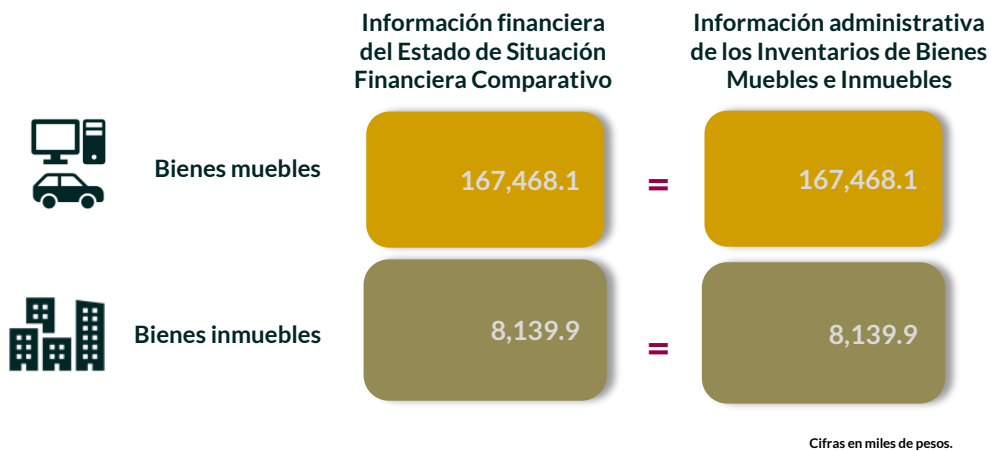 Información financiera
del Estado de Situación
Financiera Comparativo
Información administrativa
de los Inventarios de Bienes
Muebles e Inmuebles
Bienes muebles
167,468.1
=
167,468.1
Bienes inmuebles
8,139.9
=
8,139.9
Cifras en miles de pesos.